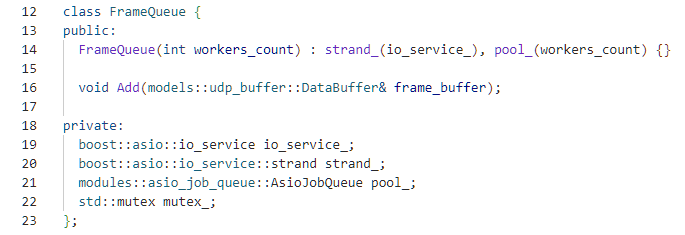 12 class FrameQueue {
13 public:
14   FrameQueue(int workers_count) : strand_(io_service_), pool_(workers_count) {}
15
16   void Add(models::udp_buffer::DataBuffer& frame_buffer);
17
18 private:
19   boost::asio::io_service io_service_;
20   boost::asio::io_service::strand strand_;
21   modules::asio_job_queue::AsioJobQueue pool_;
22   std::mutex mutex_;
23 };